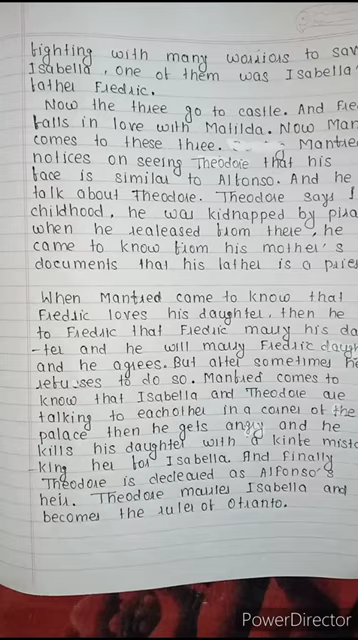 fighting with many warriors to sav
Isabella, one of them was Isabella'
father Fredric.
Now the three go to castle. And Fre
falls in love with Matilda. Now Man
comes to these three. Manfred
notices on seeing Theodore that his
face is similar to Alfonso. And he
talk about Theodore. Theodore says I
childhood, he was kidnapped by pira
when he realeased from there, he
came to know from his mother's
documents that his father is a pries
When Manfred came to know that
Fredric loves his daughter, then he
to Fredric that Fredric marry his da
-ter and he will marry Fredric daugh
and he agrees. But after sometimes he
refuses to do so. Manfred comes to
know that Isabella and Theodore are
talking to eachother in a corner of the
palace then he gets angry and he
kills his daughter with a kinfe mista
-king her for Isabella. And finally
Theodore is decleared as Alfonso's
heir. Theodore marries Isabella and
becomes the ruler of Otranto.
PowerDirector